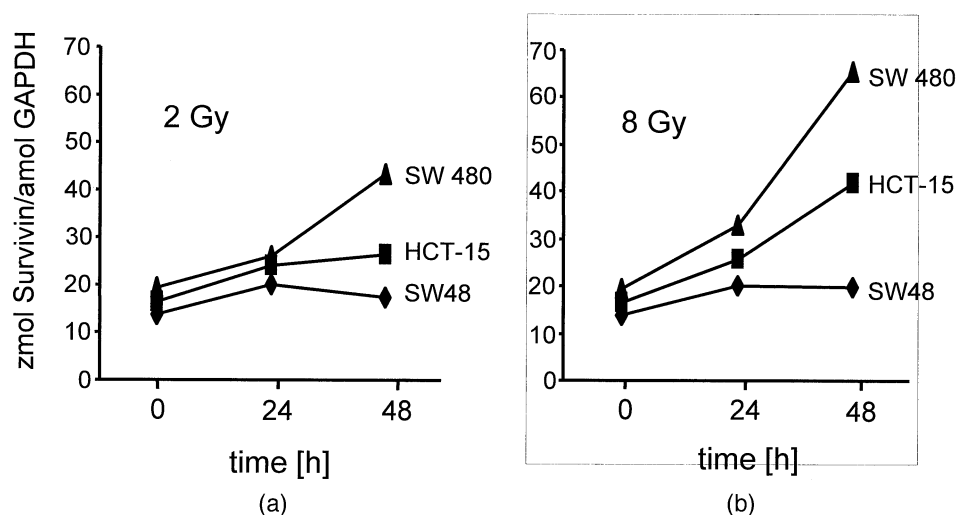 zmol Survivin/amol GAPDH
70
60
50
40
30
20
10
0
2 Gy
SW 480
HCT-15
SW48
0 24 48
time [h]
(a)
70
60
50
40
30
20
10
0
8 Gy
SW 480
HCT-15
SW48
0 24 48
time [h]
(b)